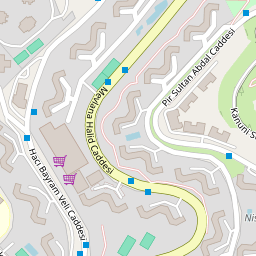 Mevlana Halid Caddesi
Pir Sultan Abdal Caddesi
Kanuni S
Hacı Bayram Veli Caddesi
Nis